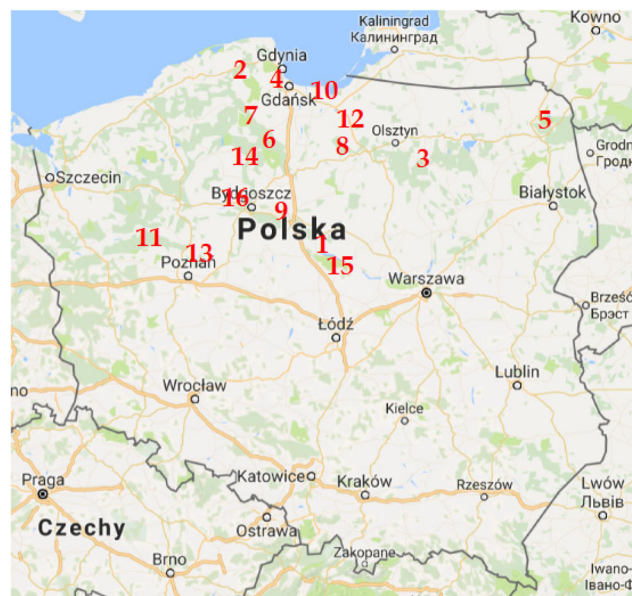 Kaliningrad
Калининград
Kowno
Gdynia
2
4
Gdańsk
10
7
12
5
Olsztyn
6
8
3
14
Grodn
Гродн
Szczecin
16
Bydgoszcz
Białystok
9
Polska
11
13
1
15
Poznań
Warszawa
Brześć
Брэст
Łódź
Lublin
Wrocław
no
Kielce
Katowice
Kraków
Rzeszów
Lwów
Львів
Praga
Czechy
Ostrawa
Zakopane
Brno
Iwano-
Івано-Ф